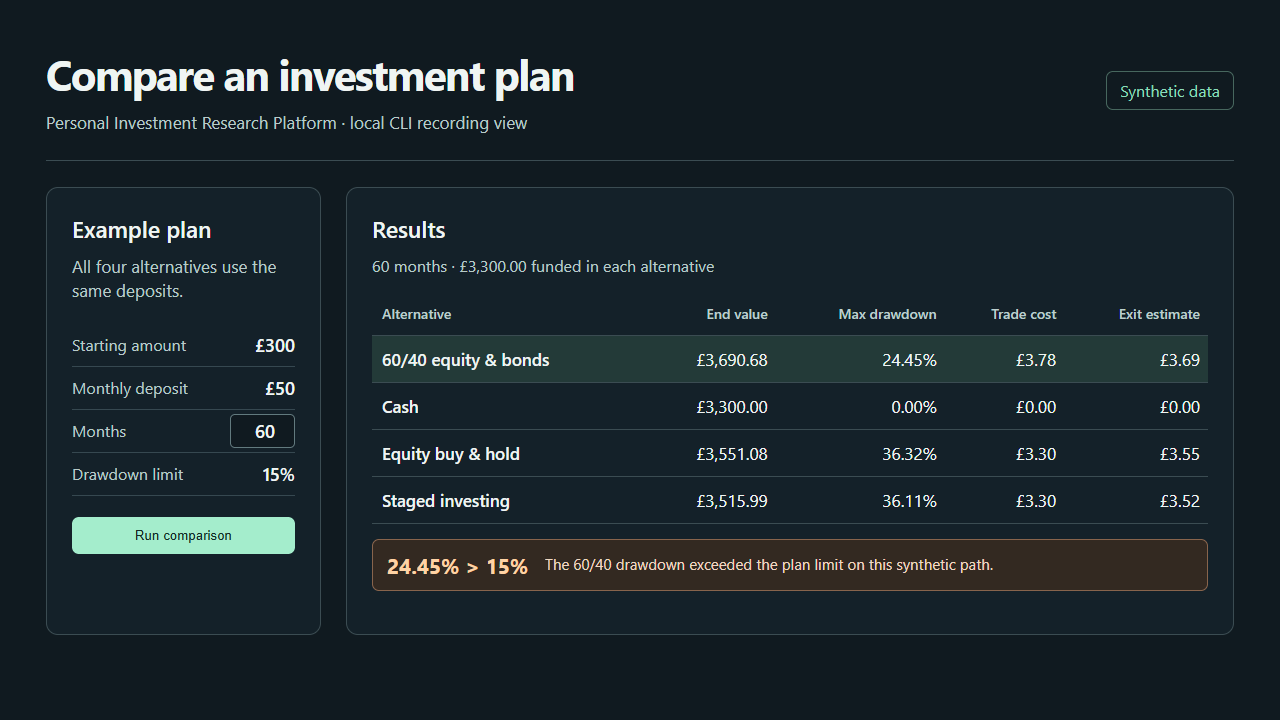 Compare an investment plan
Personal Investment Research Platform · local CLI recording view
Synthetic data
Example plan
All four alternatives use the
same deposits.
Starting amount £300
Monthly deposit £50
Months 60
Drawdown limit 15%
Run comparison
Results
60 months · £3,300.00 funded in each alternative
Alternative End value Max drawdown Trade cost Exit estimate
60/40 equity & bonds £3,690.68 24.45% £3.78 £3.69
Cash £3,300.00 0.00% £0.00 £0.00
Equity buy & hold £3,551.08 36.32% £3.30 £3.55
Staged investing £3,515.99 36.11% £3.30 £3.52
24.45% > 15% The 60/40 drawdown exceeded the plan limit on this synthetic path.